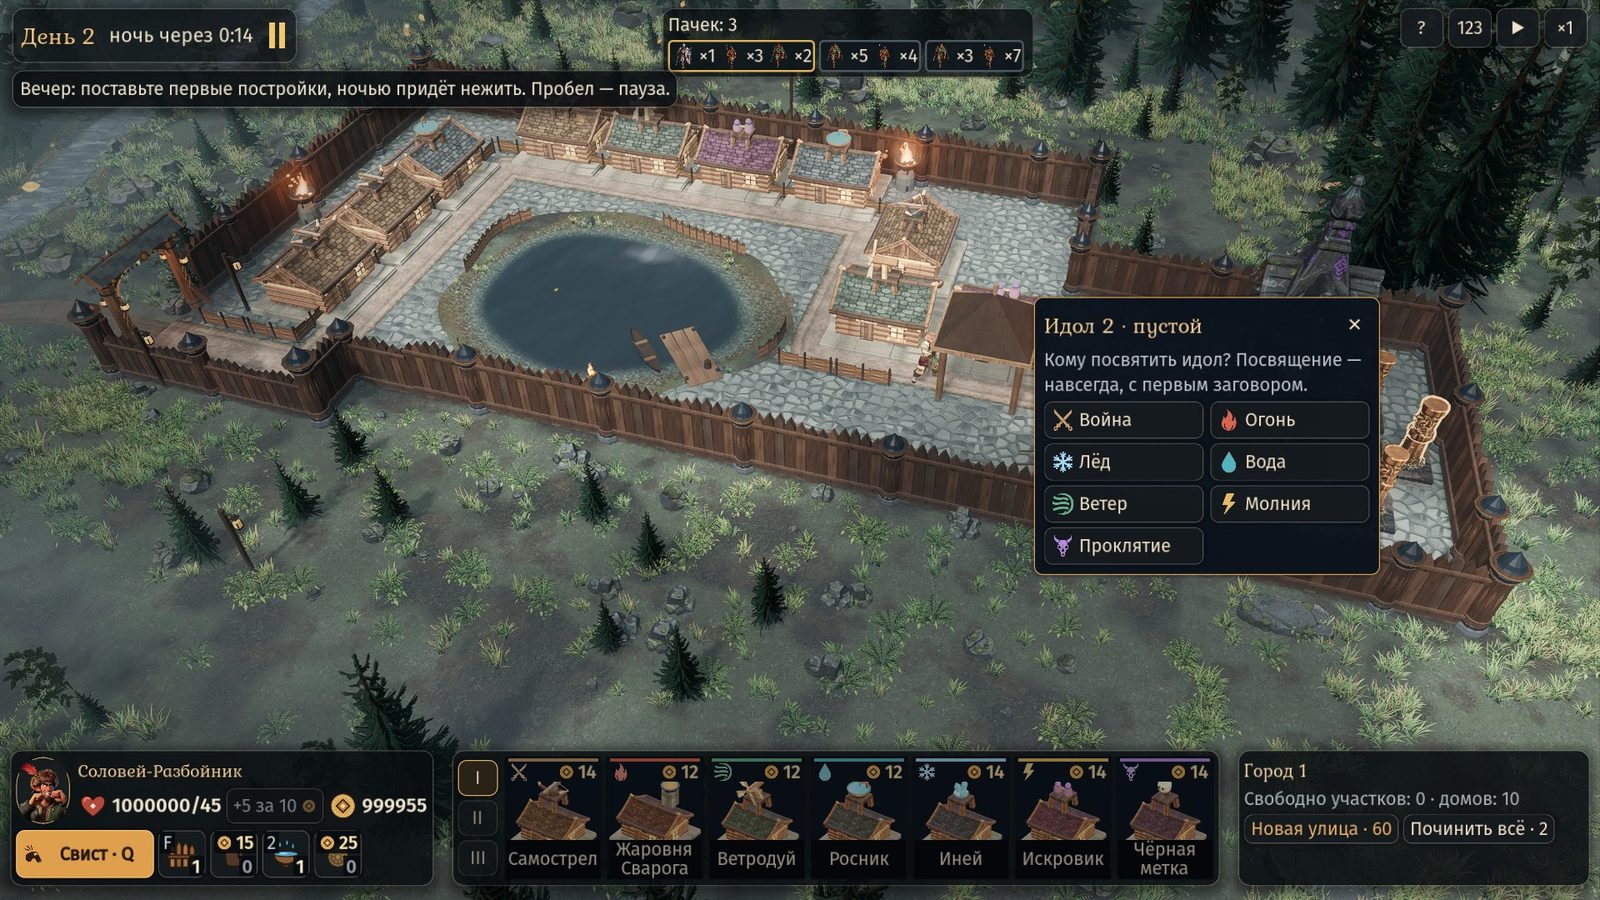 День 2 ночь через 0:14
Вечер: поставьте первые постройки, ночью придёт нежить. Пробел — пауза.
Пачек: 3
×1 ×3 ×2 ×5 ×4 ×3 ×7
? 123 ×1
Идол 2 · пустой ×
Кому посвятить идол? Посвящение —
навсегда, с первым заговором.
Война Огонь
Лёд Вода
Ветер Молния
Проклятие
Соловей-Разбойник
1000000/45 +5 за 10 999955
Свист · Q F 1 15 0 2 1 25 0
I
II
III
14 12 12 12 14 14 14
Самострел
Жаровня
Сварога
Ветродуй
Росник
Иней
Искровик
Чёрная
метка
Город 1
Свободно участков: 0 · домов: 10
Новая улица · 60 Починить всё · 2